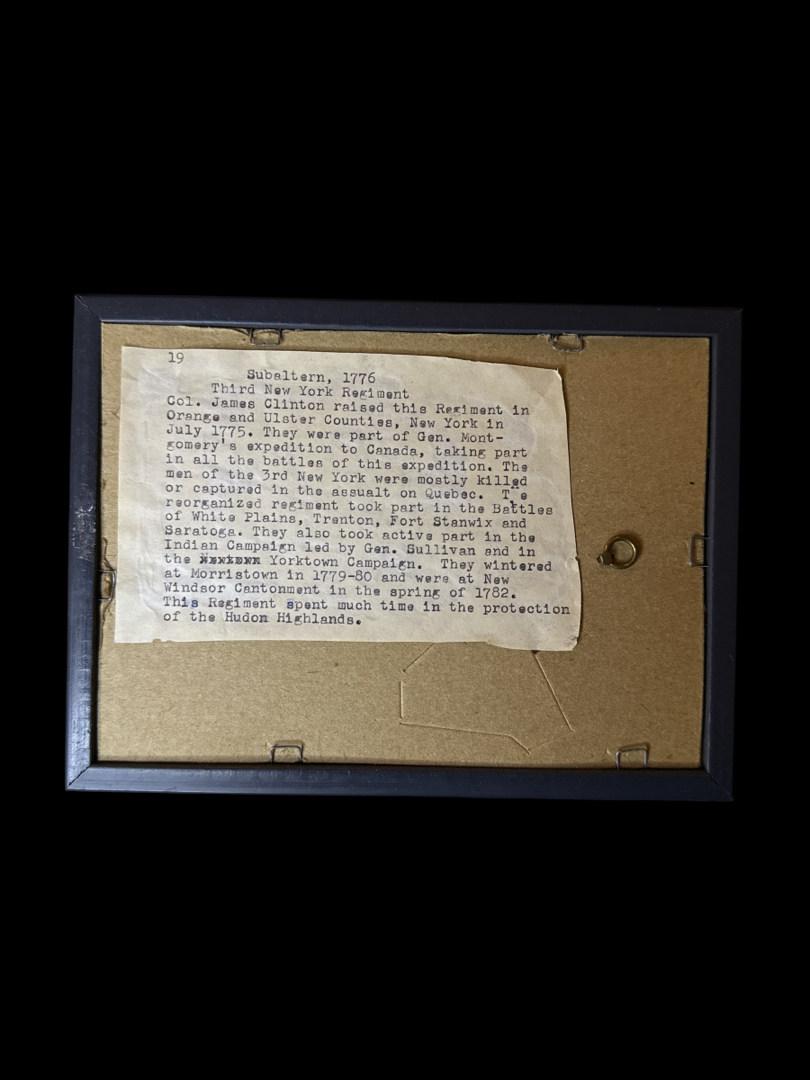 19
Subaltern, 1776
Third New York Regiment
Col. James Clinton raised this Regiment in
Orange and Ulster Counties, New York in
July 1775. They were part of Gen. Mont-
gomery's expedition to Canada, taking part
in all the battles of this expedition. The
men of the 3rd New York were mostly killed
or captured in the assualt on Quebec. The
reorganized regiment took part in the Battles
of White Plains, Trenton, Fort Stanwix and
Saratoga. They also took active part in the
Indian Campaign led by Gen. Sullivan and in
the Yorktown Campaign. They wintered
at Morristown in 1779-80 and were at New
Windsor Cantonment in the spring of 1782.
This Regiment spent much time in the protection
of the Hudon Highlands.